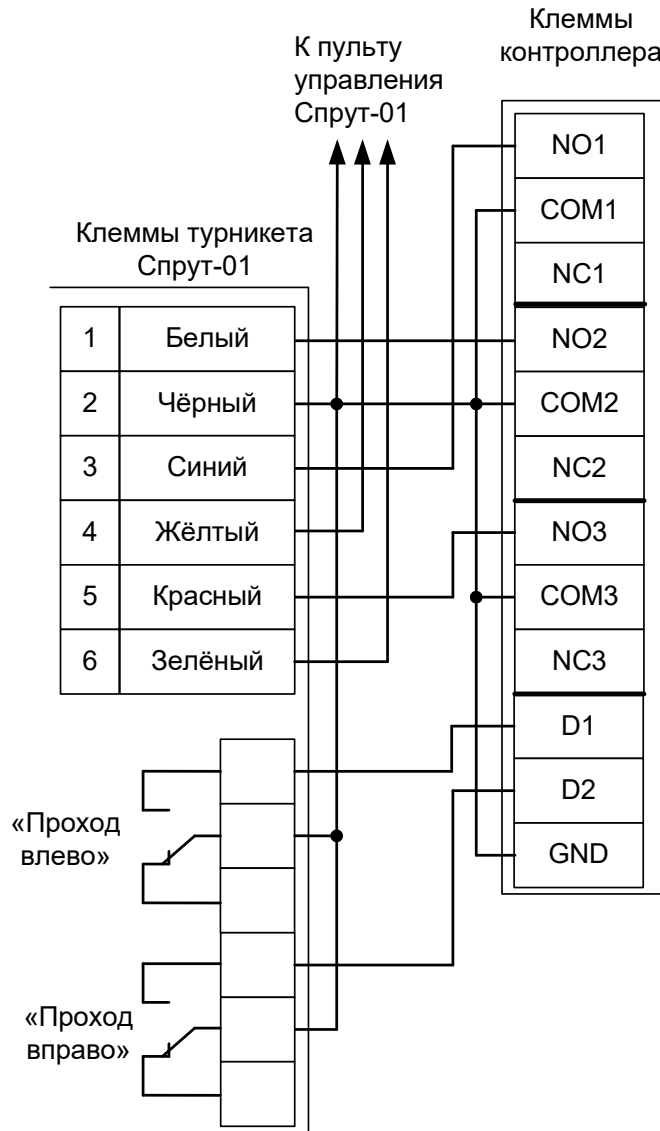 Клеммы
контроллера
К пульту
управления
Спрут-01
NO1
COM1
NC1
NO2
COM2
NC2
NO3
COM3
NC3
D1
D2
GND
Клеммы турникета
Спрут-01
1 Белый
2 Чёрный
3 Синий
4 Жёлтый
5 Красный
6 Зелёный
«Проход
влево»
«Проход
вправо»